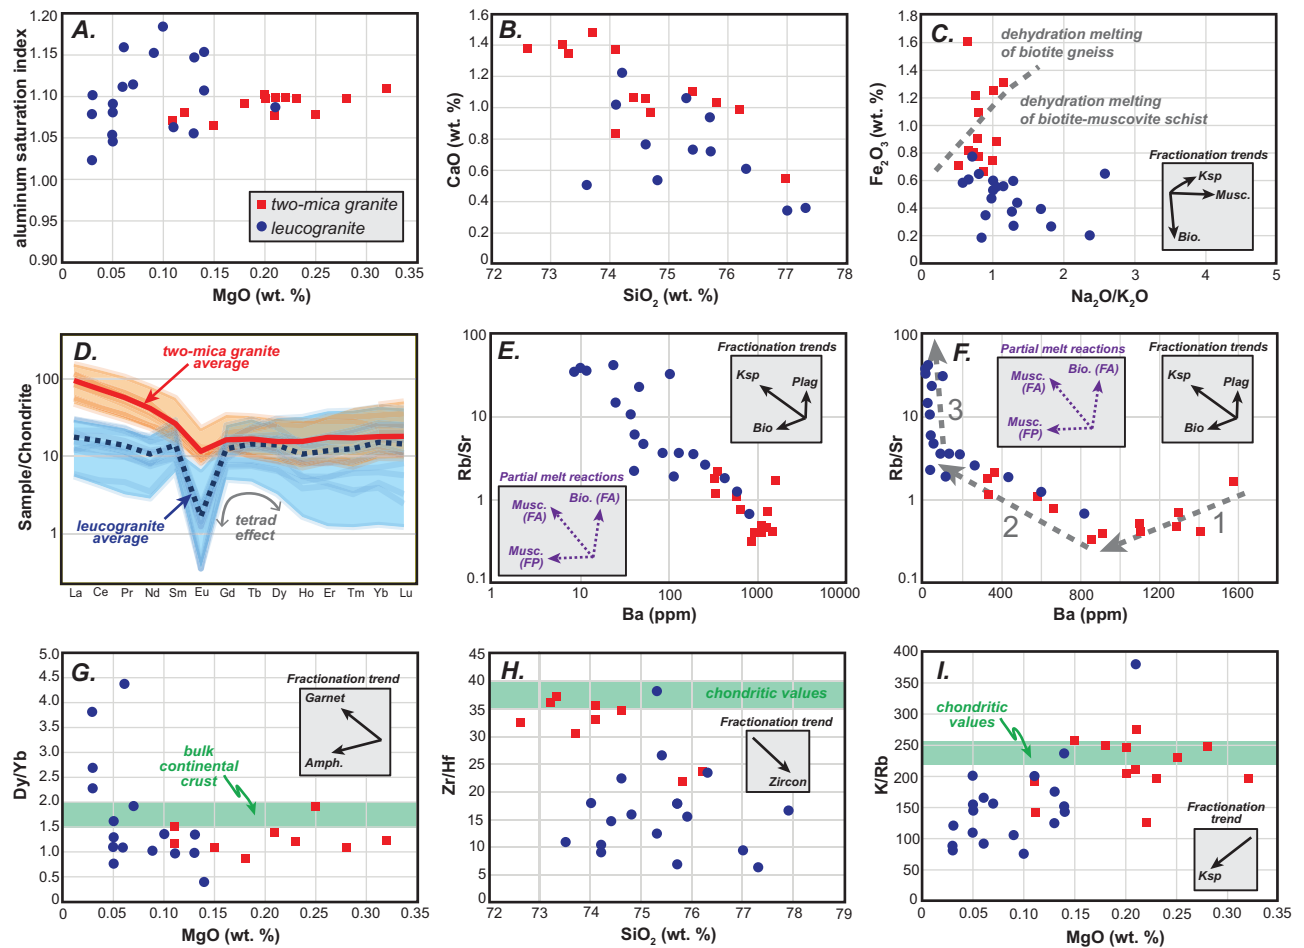 A.
aluminum saturation index
1.20
1.15
1.10
1.05
1.00
0.95
0.90
two-mica granite
leucogranite
0
0.05
0.10
0.15
0.20
0.25
0.30
0.35
MgO (wt. %)
B.
CaO (wt. %)
1.6
1.4
1.2
1.0
0.8
0.6
0.4
0.2
0
72
74
75
76
77
78
SiO2 (wt. %)
C.
Fe2O3 (wt. %)
1.8
1.6
1.4
1.2
1.0
0.8
0.6
0.4
0.2
0
dehydration melting
of biotite gneiss
dehydration melting
of biotite-muscovite schist
Fractionation trends
Ksp
Musc.
Bio.
0
1
2
3
4
5
Na2O/K2O
D.
Sample/Chondrite
100
10
1
two-mica granite
average
leucogranite
average
tetrad
effect
La Ce Pr Nd Sm Eu Gd Tb Dy Ho Er Tm Yb Lu
E.
Rb/Sr
100
10
1
0.1
Fractionation trends
Ksp
Plag
Bio
Partial melt reactions
Musc.
(FA)
Bio. (FA)
Musc.
(FP)
1
10
100
1000
10000
Ba (ppm)
F.
Rb/Sr
100
10
1
0.1
Partial melt reactions
Musc.
(FA)
Bio. (FA)
Musc.
(FP)
Fractionation trends
Ksp
Plag
Bio
3
2
1
0
400
800
1200
1600
Ba (ppm)
G.
Dy/Yb
5.0
4.5
4.0
3.5
3.0
2.5
2.0
1.5
1.0
0.5
0
Fractionation trend
Garnet
Amph.
bulk
continental
crust
0
0.05
0.10
0.15
0.20
0.25
0.30
0.35
MgO (wt. %)
H.
Zr/Hf
45
40
35
30
25
20
15
10
5
0
chondritic values
Fractionation trend
Zircon
72
73
74
75
76
77
78
79
SiO2 (wt. %)
I.
K/Rb
400
350
300
250
200
150
100
50
0
chondritic
values
Fractionation
trend
Ksp
0
0.05
0.10
0.15
0.20
0.25
0.30
0.35
MgO (wt. %)